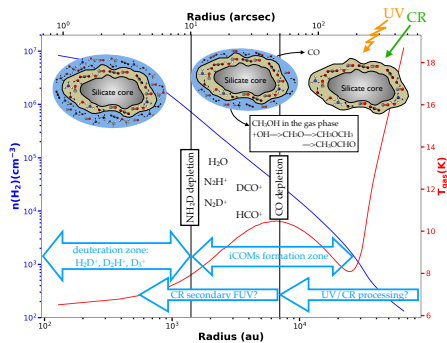 Radius (arcsec)
10⁰
10¹
10²
UV
CR
CO
Silicate core
Silicate core
Silicate core
CH₃OH in the gas phase
+OH—>CH₃O—>CH₃OCH₃
—>CH₃OCHO
NH₂D depletion
CO depletion
H₂O
N₂H⁺
N₂D⁺
DCO⁺
HCO⁺
deuteration zone:
H₂D⁺, D₂H⁺, D₃⁺
iCOMs formation zone
CR secondary FUV?
UV/CR processing?
n(H₂)(cm⁻³)
10⁷
10⁶
10⁵
10⁴
10³
10²
T_gas(K)
18
16
14
12
10
8
6
10²
10³
10⁴
Radius (au)